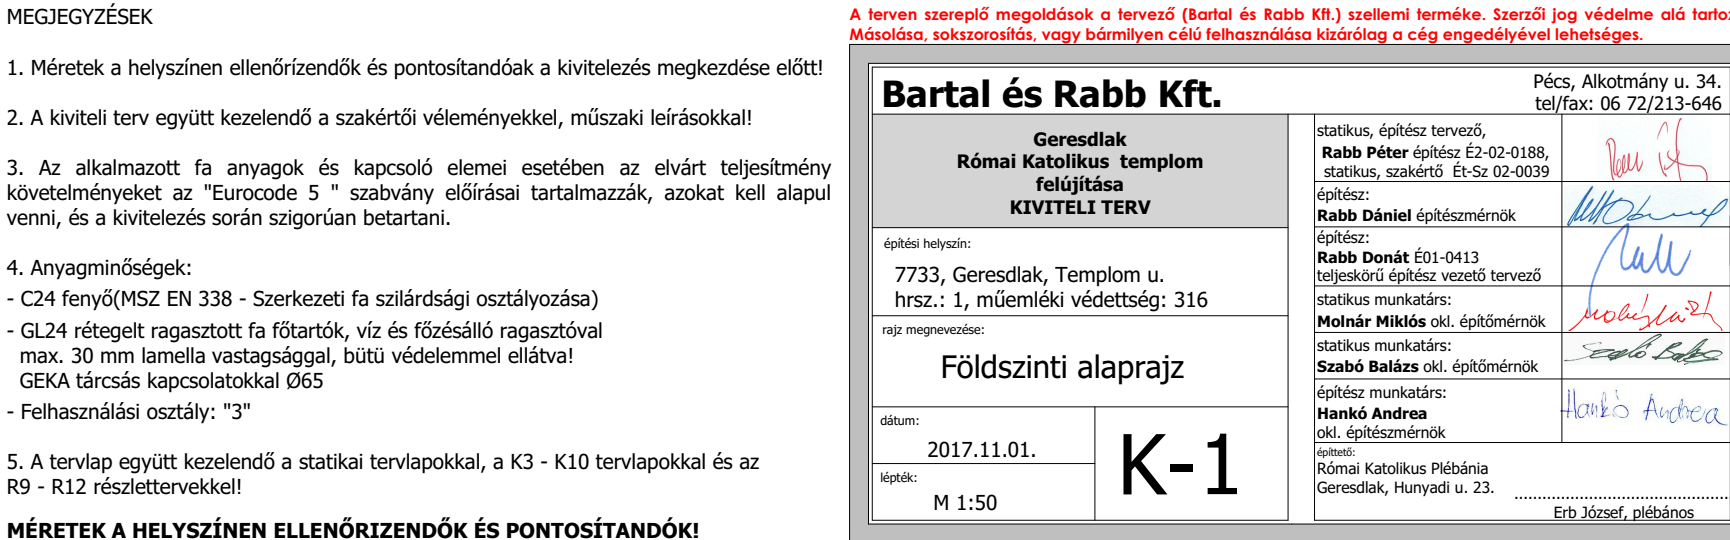 MEGJEGYZÉSEK
1. Méretek a helyszínen ellenőrízendők és pontosítandóak a kivitelezés megkezdése előtt!
2. A kiviteli terv együtt kezelendő a szakértői véleményekkel, műszaki leírásokkal!
3. Az alkalmazott fa anyagok és kapcsoló elemei esetében az elvárt teljesítmény
követelményeket az "Eurocode 5 " szabvány előírásai tartalmazzák, azokat kell alapul
venni, és a kivitelezés során szigorúan betartani.
4. Anyagminőségek:
- C24 fenyő(MSZ EN 338 - Szerkezeti fa szilárdsági osztályozása)
- GL24 rétegelt ragasztott fa főtartók, víz és főzésálló ragasztóval
max. 30 mm lamella vastagsággal, bütü védelemmel ellátva!
GEKA tárcsás kapcsolatokkal Ø65
- Felhasználási osztály: "3"
5. A tervlap együtt kezelendő a statikai tervlapokkal, a K3 - K10 tervlapokkal és az
R9 - R12 részlettervekkel!
MÉRETEK A HELYSZÍNEN ELLENŐRIZENDŐK ÉS PONTOSÍTANDÓK!
A terven szereplő megoldások a tervező (Bartal és Rabb Kft.) szellemi terméke. Szerzői jog védelme alá
Másolása, sokszorosítás, vagy bármilyen célú felhasználása kizárólag a cég engedélyével lehetséges.
Bartal és Rabb Kft.
Pécs, Alkotmány u. 34.
tel/fax: 06 72/213-646
Geresdlak
Római Katolikus templom
felújítása
KIVITELI TERV
építési helyszín:
7733, Geresdlak, Templom u.
hrsz.: 1, műemléki védettség: 316
rajz megnevezése:
Földszinti alaprajz
dátum:
2017.11.01.
lépték:
M 1:50
K-1
statikus, építész tervező,
Rabb Péter építész É2-02-0188,
statikus, szakértő Ét-Sz 02-0039
építész:
Rabb Dániel építészmérnök
építész:
Rabb Donát É01-0413
teljeskörű építész vezető tervező
statikus munkatárs:
Molnár Miklós okl. építőmérnök
statikus munkatárs:
Szabó Balázs okl. építőmérnök
építész munkatárs:
Hankó Andrea
okl. építészmérnök
Hankó Andrea
építtető:
Római Katolikus Plébánia
Geresdlak, Hunyadi u. 23.
Erb József, plébános